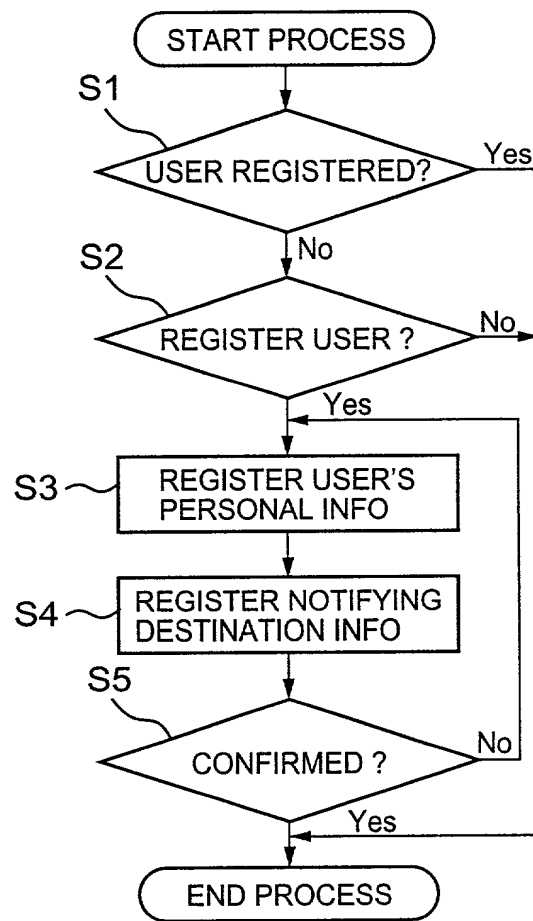 START PROCESS
S1
USER REGISTERED?
Yes
No
S2
REGISTER USER ?
No
Yes
S3
REGISTER USER'S
PERSONAL INFO
S4
REGISTER NOTIFYING
DESTINATION INFO
S5
CONFIRMED ?
No
Yes
END PROCESS